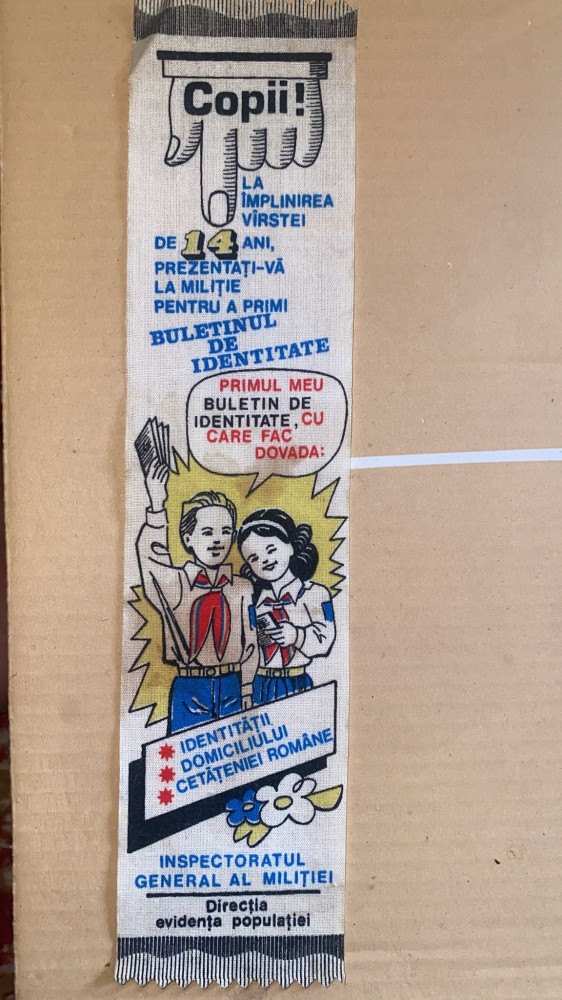 Copii!
LA
ÎMPLINIREA
VÎRSTEI
DE 14 ANI,
PREZENTAȚI-VĂ
LA MILIȚIE
PENTRU A PRIMI
BULETINUL
DE
IDENTITATE
PRIMUL MEU
BULETIN DE
IDENTITATE, CU
CARE FAC
DOVADA:
IDENTITĂȚII
DOMICILIULUI
CETĂȚENIEI ROMÂNE
INSPECTORATUL
GENERAL AL MILIȚIEI
Direcția
evidența populației